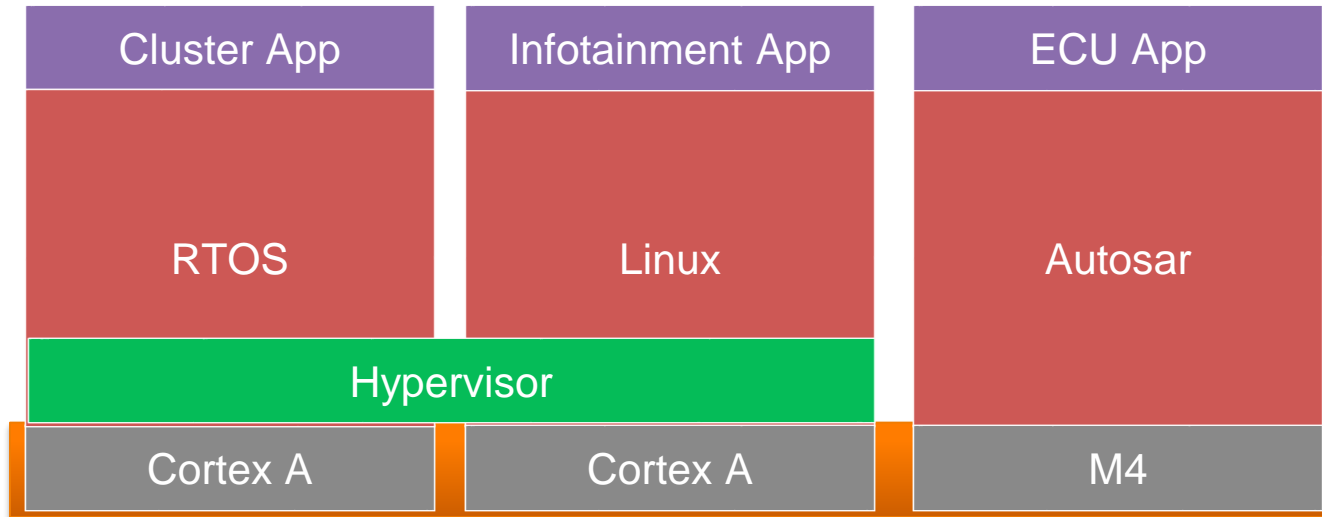 Cluster App
Infotainment App
ECU App
RTOS
Linux
Autosar
Hypervisor
Cortex A
Cortex A
M4